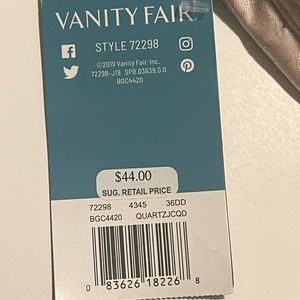 VANITY FAIR
STYLE 72298
©2019 Vanity Fair, Inc.
72298-J19 SPB.03639.0.0
BGC4420
$44.00
SUG. RETAIL PRICE
72298 4345 36DD
BGC4420 QUARTZJCQD
0 83626 18226 8